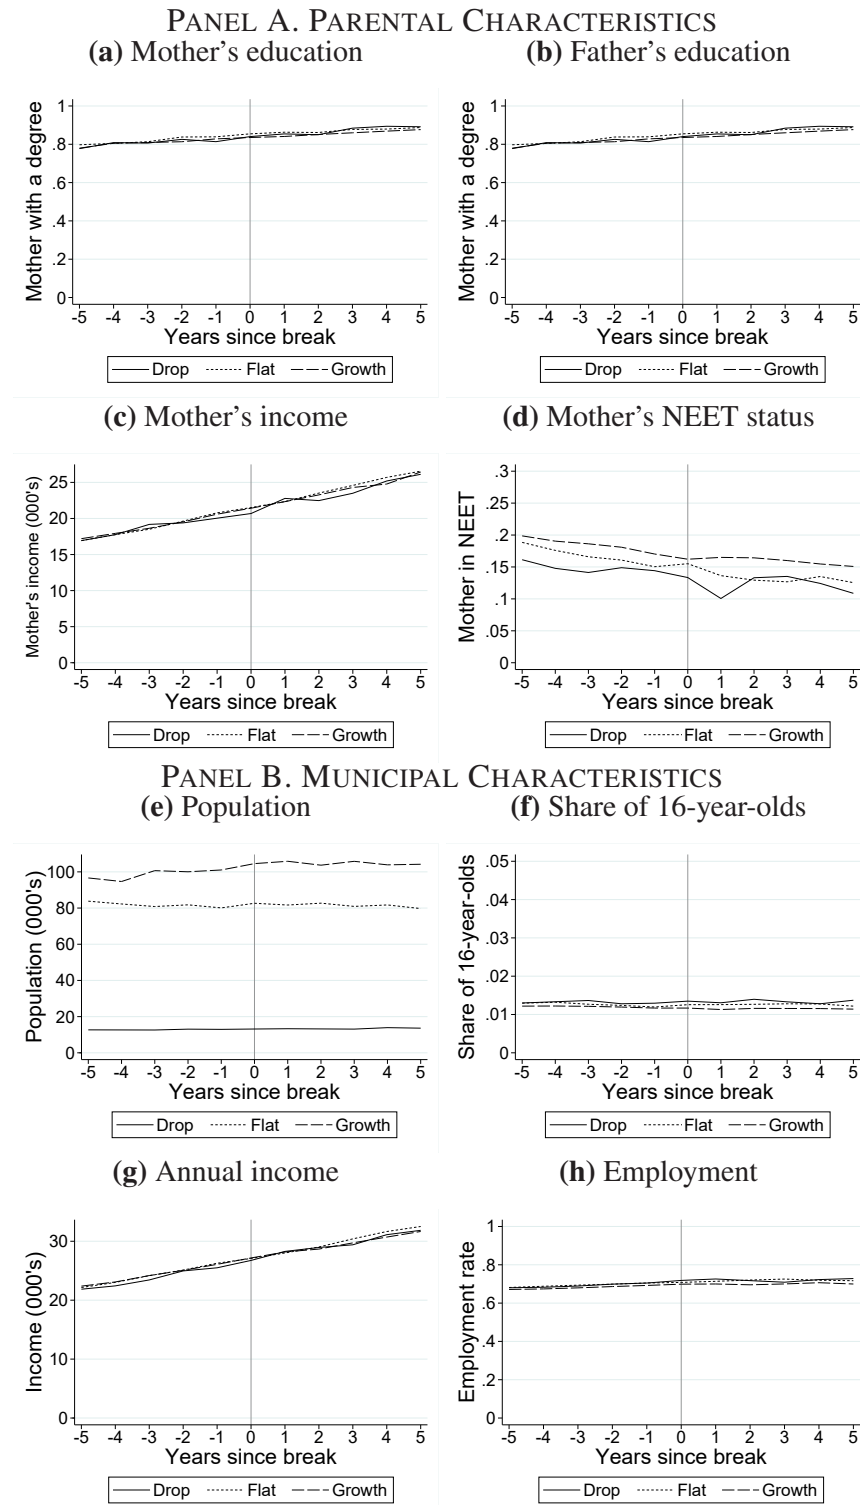 PANEL A. PARENTAL CHARACTERISTICS
(a) Mother's education
(b) Father's education
Mother with a degree
1
.8
.6
.4
.2
0
-5 -4 -3 -2 -1 0 1 2 3 4 5
Years since break
Drop Flat Growth
Mother with a degree
1
.8
.6
.4
.2
0
-5 -4 -3 -2 -1 0 1 2 3 4 5
Years since break
Drop Flat Growth
(c) Mother's income
(d) Mother's NEET status
Mother's income (000's)
25
20
15
10
5
0
-5 -4 -3 -2 -1 0 1 2 3 4 5
Years since break
Drop Flat Growth
Mother in NEET
.3
.25
.2
.15
.1
.05
0
-5 -4 -3 -2 -1 0 1 2 3 4 5
Years since break
Drop Flat Growth
PANEL B. MUNICIPAL CHARACTERISTICS
(e) Population
(f) Share of 16-year-olds
Population (000's)
100
80
60
40
20
0
-5 -4 -3 -2 -1 0 1 2 3 4 5
Years since break
Drop Flat Growth
Share of 16-year-olds
.05
.04
.03
.02
.01
0
-5 -4 -3 -2 -1 0 1 2 3 4 5
Years since break
Drop Flat Growth
(g) Annual income
(h) Employment
Income (000's)
30
20
10
0
-5 -4 -3 -2 -1 0 1 2 3 4 5
Years since break
Drop Flat Growth
Employment rate
1
.8
.6
.4
.2
0
-5 -4 -3 -2 -1 0 1 2 3 4 5
Years since break
Drop Flat Growth